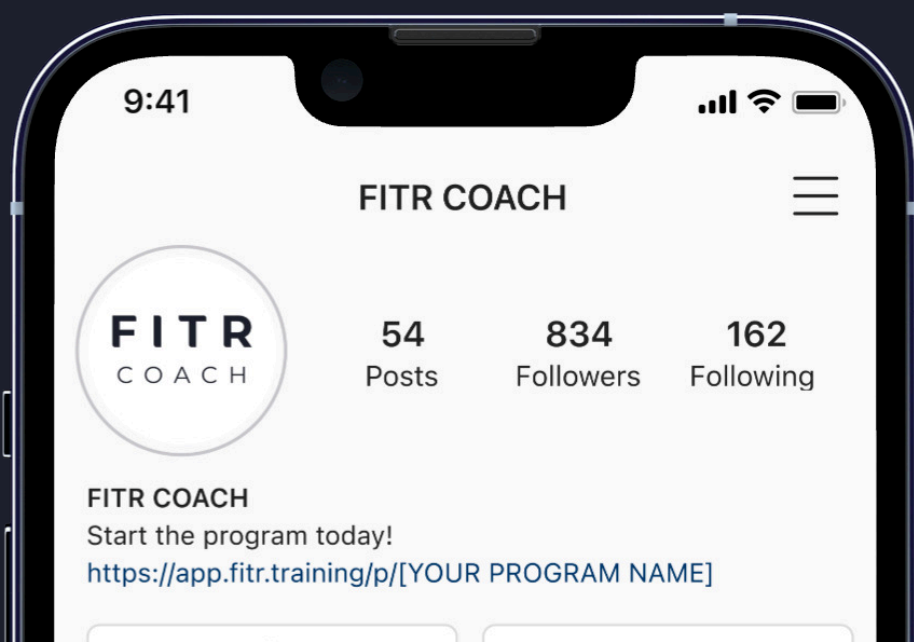 9:41
FITR COACH
FITR
COACH
54
Posts
834
Followers
162
Following
FITR COACH
Start the program today!
https://app.fitr.training/p/[YOUR PROGRAM NAME]